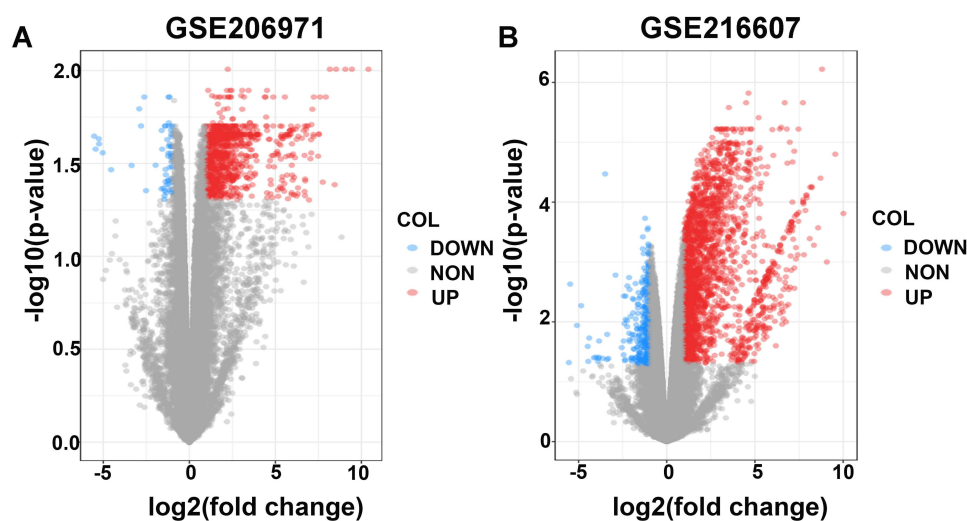 A
GSE206971
-log10(p-value)
2.0
1.5
1.0
0.5
0.0
-5
0
5
10
log2(fold change)
COL
DOWN
NON
UP
B
GSE216607
-log10(p-value)
6
4
2
0
-5
0
5
10
log2(fold change)
COL
DOWN
NON
UP